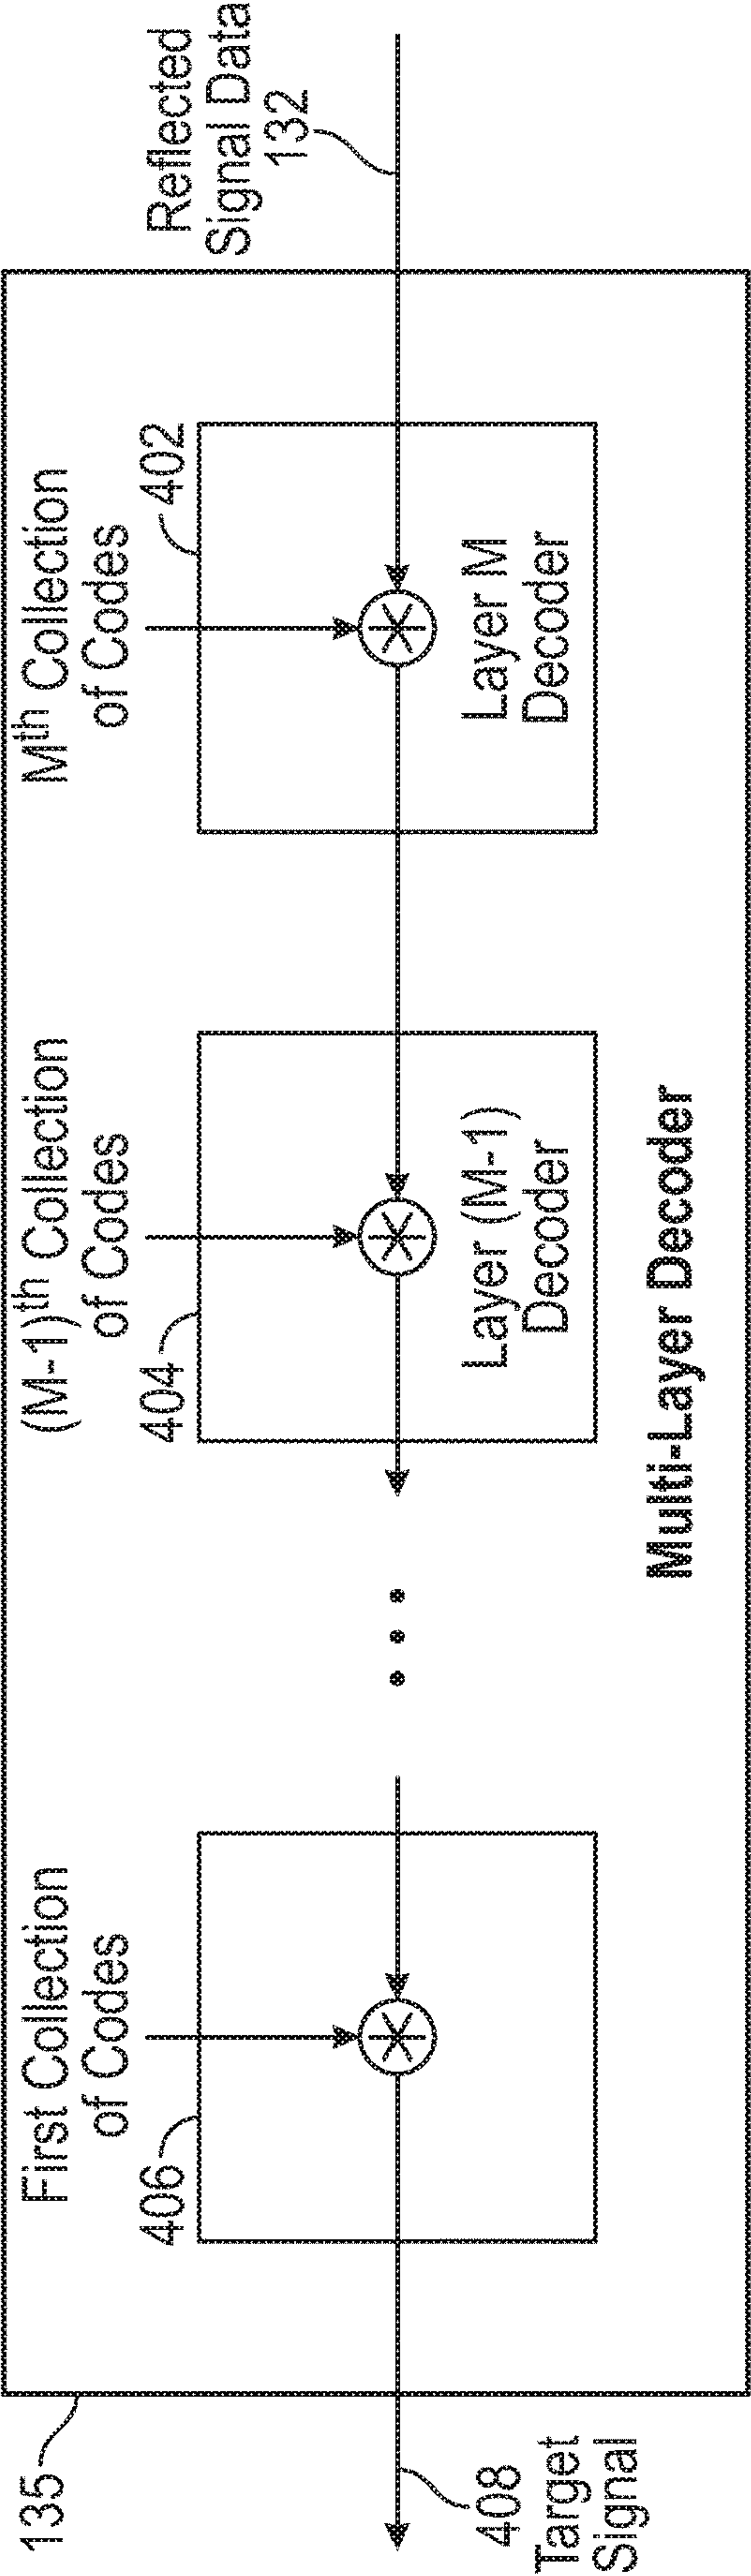 135
First Collection
of Codes
406
(M-1)th Collection
of Codes
404
Layer (M-1)
Decoder
Mth Collection
of Codes
402
Layer M
Decoder
Reflected
Signal Data
132
408
Target
Signal
Multi-Layer Decoder